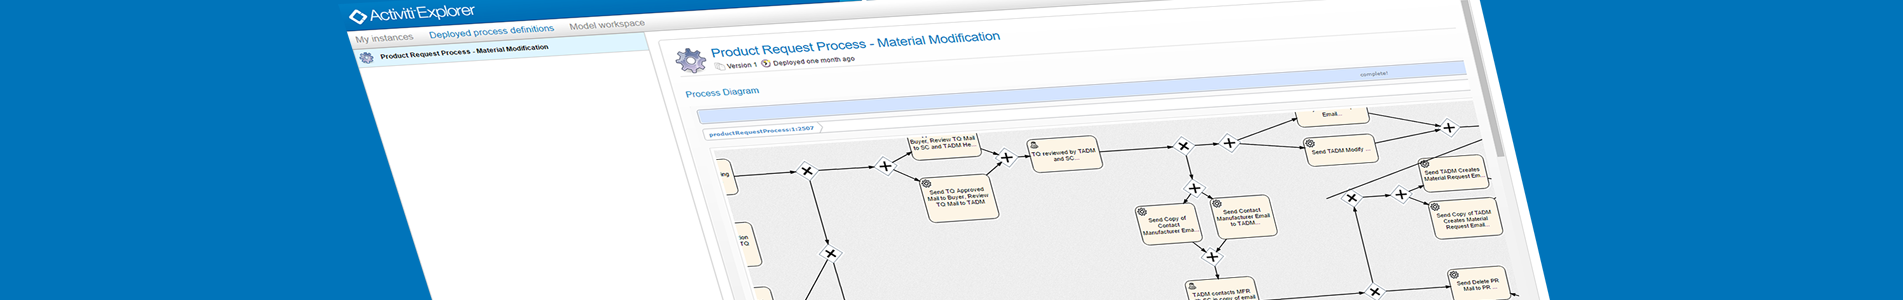 Activiti Explorer
My instances
Deployed process definitions
Model workspace
Product Request Process - Material Modification
Product Request Process - Material Modification
Version 1
Deployed one month ago
Process Diagram
complete!
productRequestProcess:1:2507
ing
Buyer, Review TQ Mail
to SC and TADM He...
Send TQ Approved
Mail to Buyer, Review
TQ Mail to TADM
TQ reviewed by TADM
and SC...
Email...
Send TADM Modify ...
Send TADM Creates
Material Request Em...
Send Copy of TADM
Creates Material
Request Email...
Send Copy of
Contact
Manufacturer Ema...
Send Contact
Manufacturer Email
to TADM...
ion
TQ
TADM contacts MFR
in copy of email
Send Delete PR
Mail to PR ...